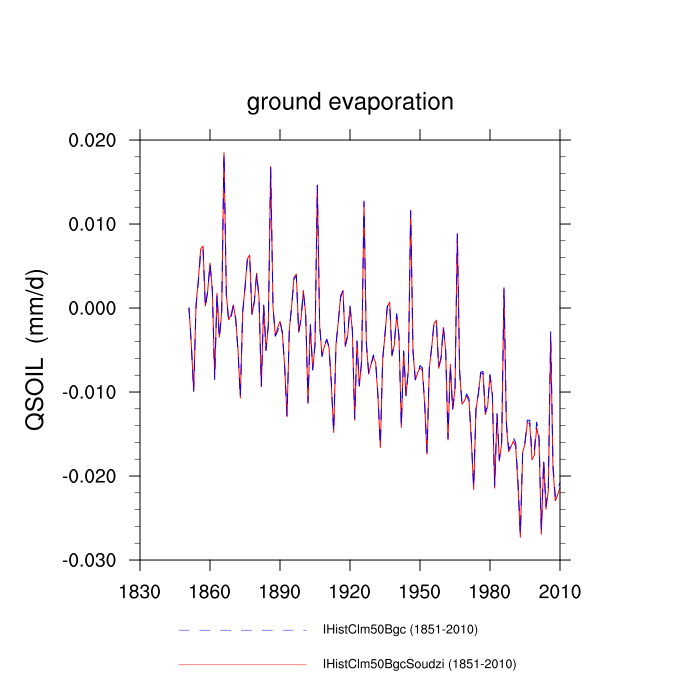 ground evaporation
QSOIL (mm/d)
0.020
0.010
0.000
-0.010
-0.020
-0.030
1830 1860 1890 1920 1950 1980 2010
IHistClm50Bgc (1851-2010)
IHistClm50BgcSoudzi (1851-2010)